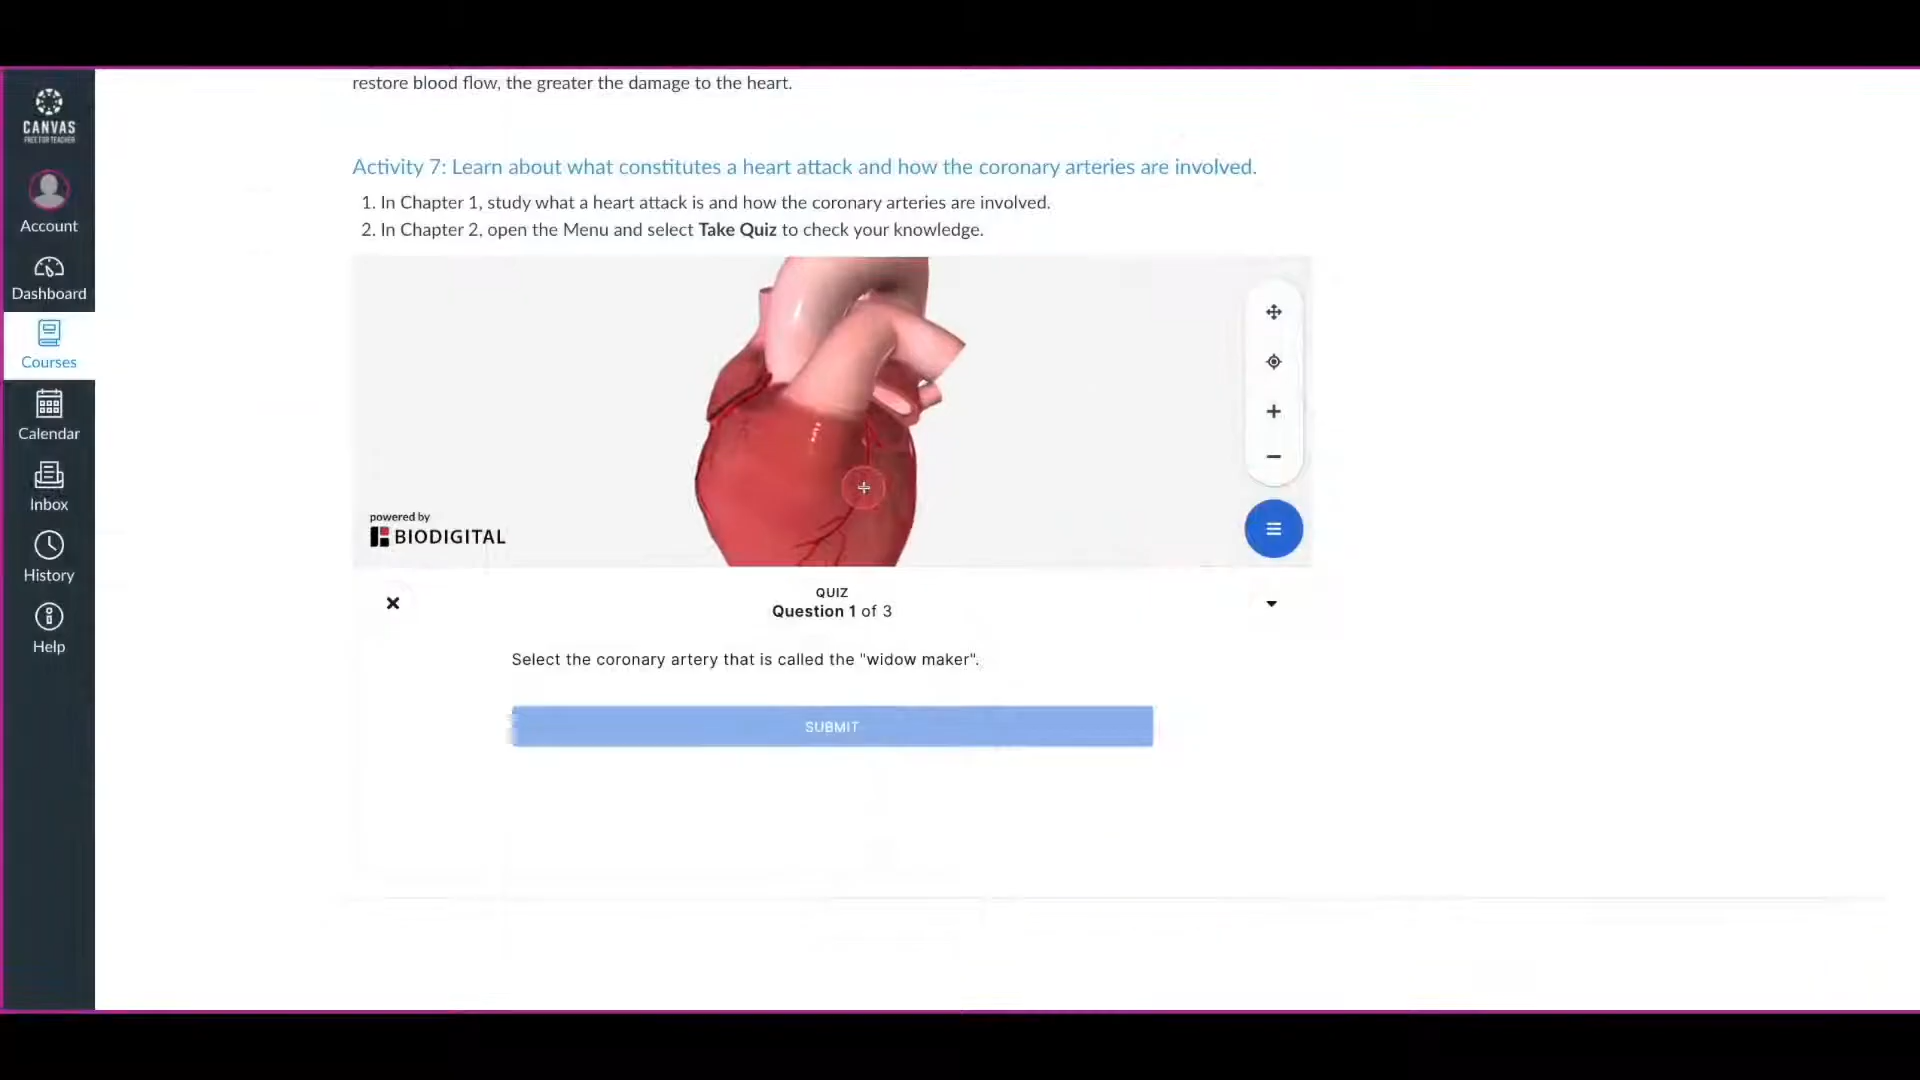 restore blood flow, the greater the damage to the heart.
CANVAS
FREE FOR TEACHER
Account
Dashboard
Courses
Calendar
Inbox
History
Help
Activity 7: Learn about what constitutes a heart attack and how the coronary arteries are involved.
1. In Chapter 1, study what a heart attack is and how the coronary arteries are involved.
2. In Chapter 2, open the Menu and select Take Quiz to check your knowledge.
powered by
BIODIGITAL
QUIZ
Question 1 of 3
Select the coronary artery that is called the "widow maker".
SUBMIT